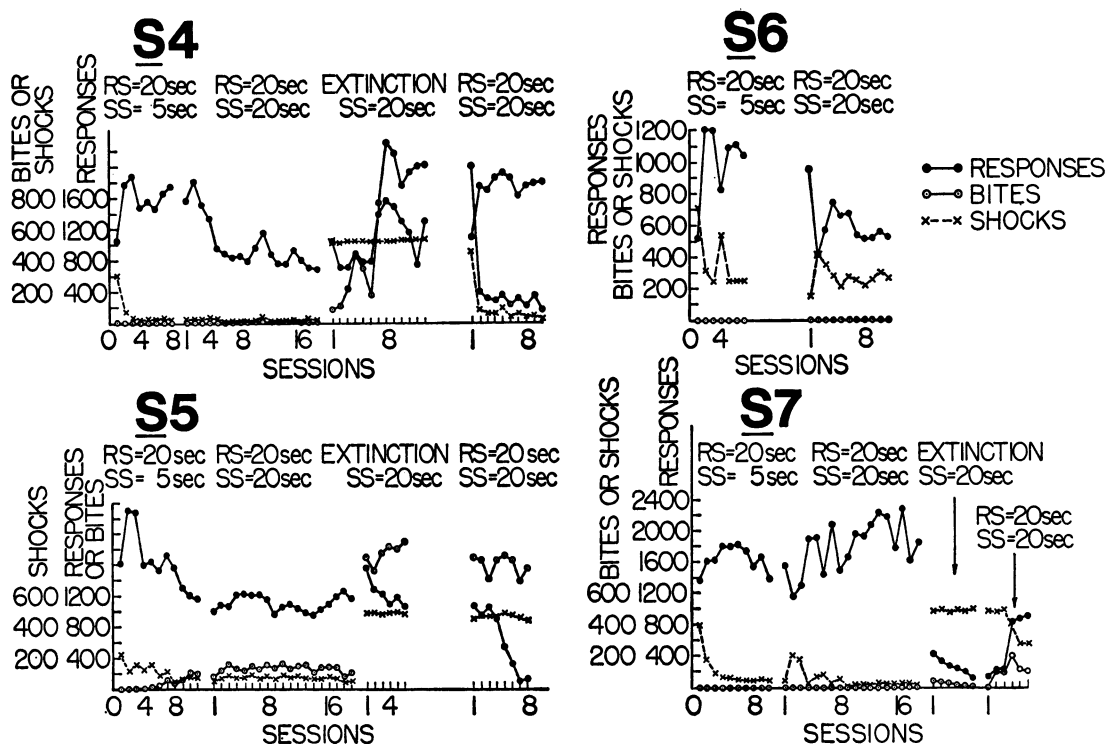 S4
RS=20sec RS=20sec EXTINCTION RS=20sec
SS= 5sec SS=20sec SS=20sec SS=20sec
BITES OR SHOCKS
RESPONSES
800 1600
600 1200
400 800
200 400
0 4 8 1 8 16 1 1 8
SESSIONS
S6
RS=20sec RS=20sec
SS= 5sec SS=20sec
RESPONSES
BITES OR SHOCKS
1200
1000
800
600
400
200
0 4 1 8
SESSIONS
RESPONSES
BITES
SHOCKS
S5
RS=20sec RS=20sec EXTINCTION RS=20sec
SS= 5sec SS=20sec SS=20sec SS=20sec
SHOCKS
RESPONSES OR BITES
600 1200
400 800
200 400
0 4 8 1 8 16 1 4 1 8
SESSIONS
S7
RS=20sec RS=20sec EXTINCTION
SS= 5sec SS=20sec SS=20sec
RS=20sec
SS=20sec
BITES OR SHOCKS
RESPONSES
2400
2000
800 1600
600 1200
400 800
200 400
0 8 1 8 16 1 1
SESSIONS